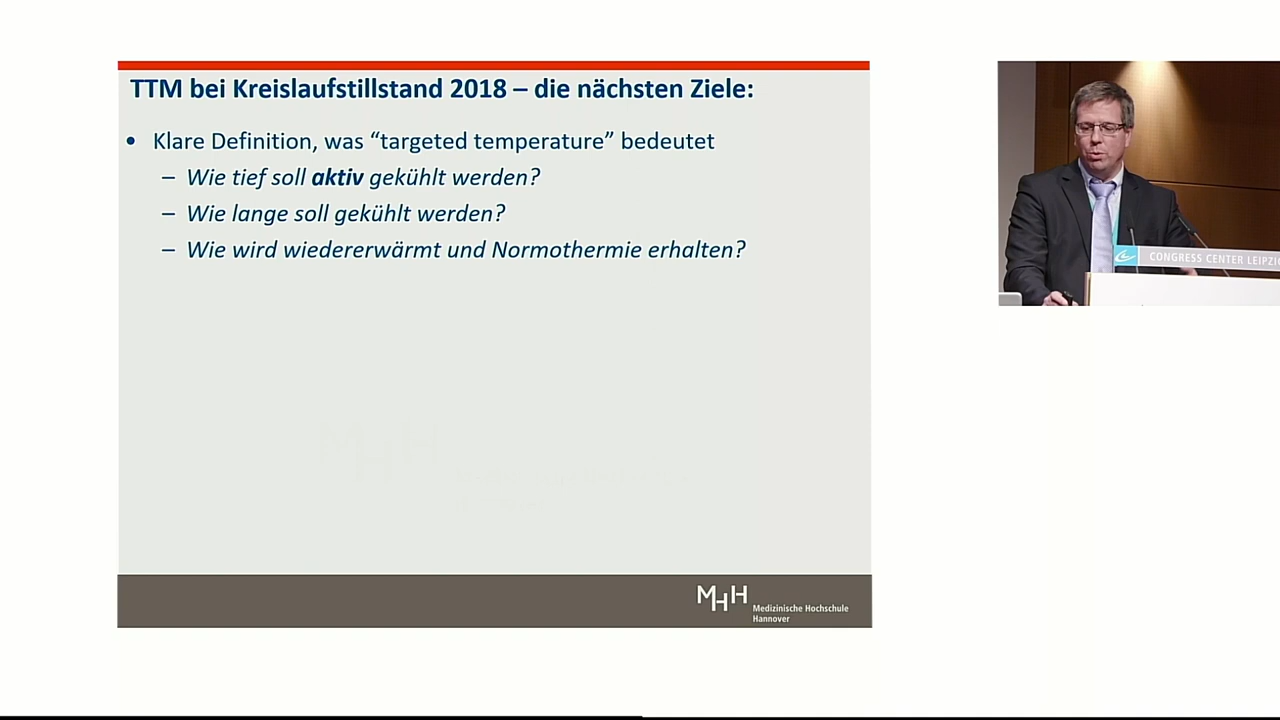 TTM bei Kreislaufstillstand 2018 – die nächsten Ziele:
• Klare Definition, was “targeted temperature” bedeutet
– Wie tief soll aktiv gekühlt werden?
– Wie lange soll gekühlt werden?
– Wie wird wiedererwärmt und Normothermie erhalten?
MHH
Medizinische Hochschule
Hannover
CONGRESS CENTER LEIPZIG